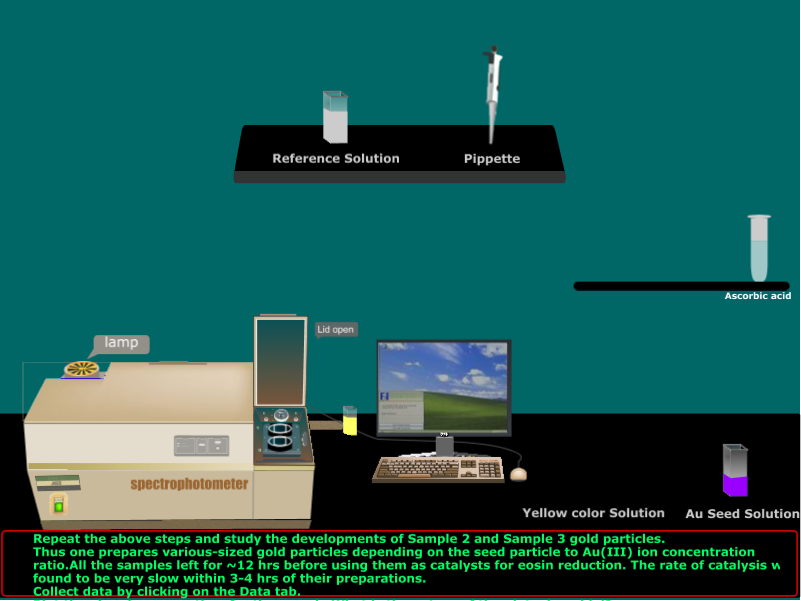 Reference Solution
Pippette
Ascorbic acid
Lid open
lamp
spectrophotometer
Yellow color Solution
Au Seed Solution
Repeat the above steps and study the developments of Sample 2 and Sample 3 gold particles.
Thus one prepares various-sized gold particles depending on the seed particle to Au(III) ion concentration
ratio.All the samples left for ~12 hrs before using them as catalysts for eosin reduction. The rate of catalysis
found to be very slow within 3-4 hrs of their preparations.
Collect data by clicking on the Data tab.